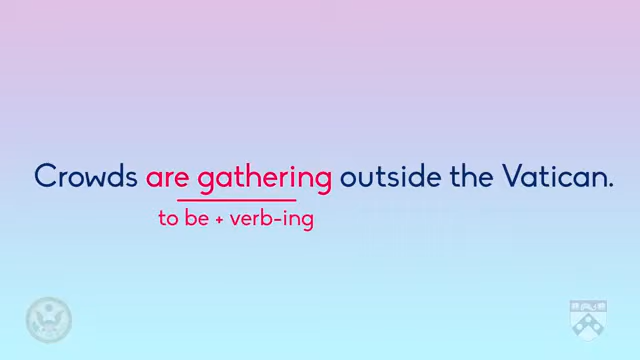 Crowds are gathering outside the Vatican.
to be + verb-ing